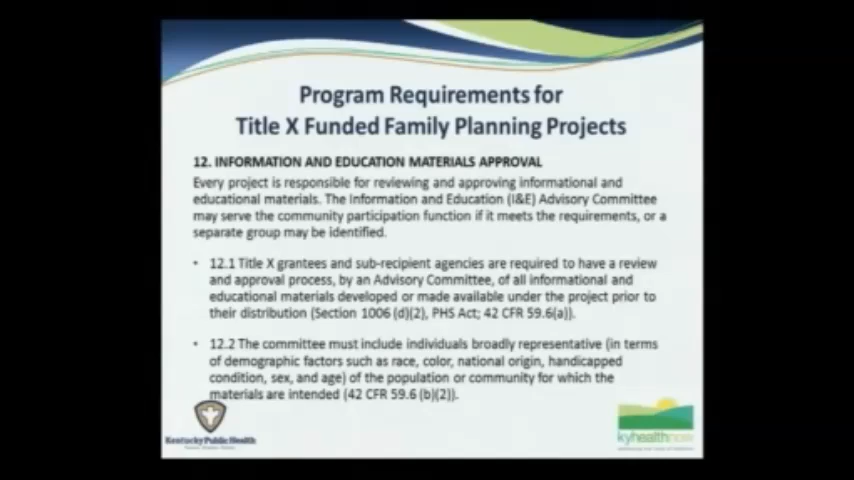 Program Requirements for
Title X Funded Family Planning Projects
12. INFORMATION AND EDUCATION MATERIALS APPROVAL
Every project is responsible for reviewing and approving informational and
educational materials. The Information and Education (I&E) Advisory Committee
may serve the community participation function if it meets the requirements, or a
separate group may be identified.
• 12.1 Title X grantees and sub-recipient agencies are required to have a review
and approval process, by an Advisory Committee, of all informational and
educational materials developed or made available under the project prior to
their distribution (Section 1006 (d)(2), PHS Act; 42 CFR 59.6(a)).
• 12.2 The committee must include individuals broadly representative (in terms
of demographic factors such as race, color, national origin, handicapped
condition, sex, and age) of the population or community for which the
materials are intended (42 CFR 59.6 (b)(2)).
Kentucky Public Health
kyhealthnow